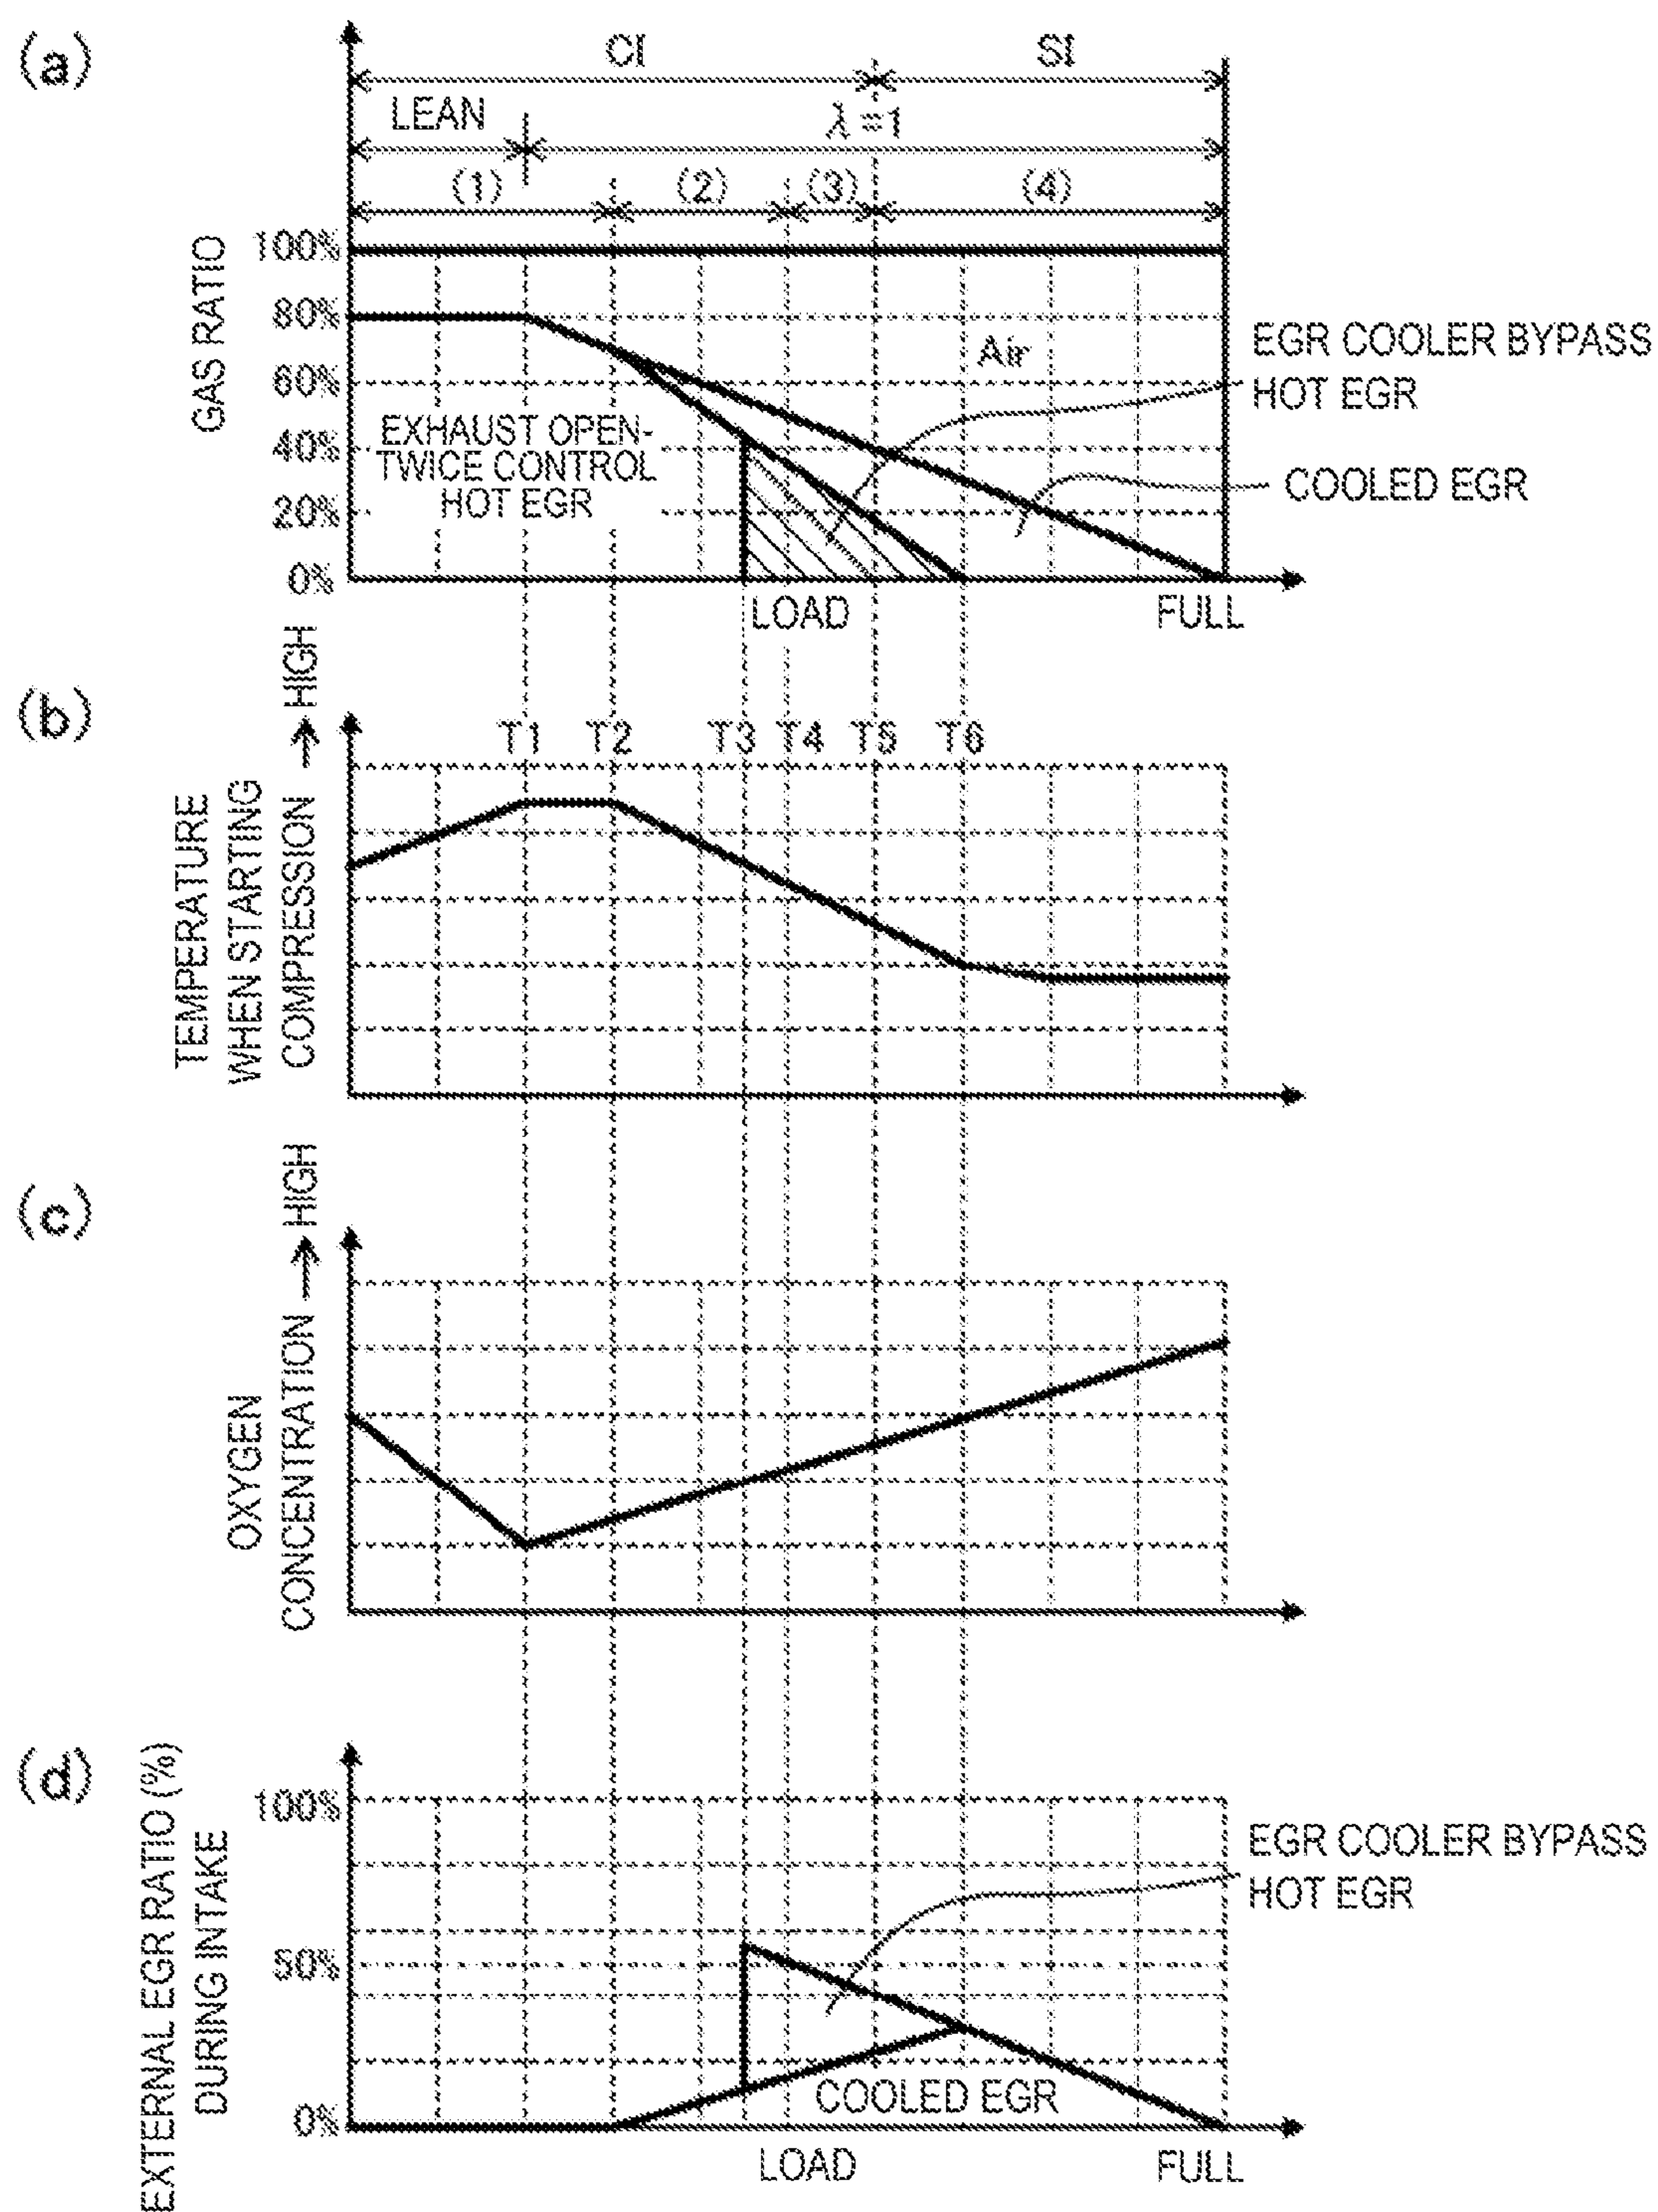 (a)
CI
SI
LEAN
λ=1
(1)
(2)
(3)
(4)
GAS RATIO
100%
80%
60%
40%
20%
0%
Air
EXHAUST OPEN-
TWICE CONTROL
HOT EGR
EGR COOLER BYPASS
HOT EGR
COOLED EGR
LOAD
FULL
(b)
TEMPERATURE
WHEN STARTING
COMPRESSION → HIGH
T1
T2
T3
T4
T5
T6
(c)
OXYGEN
CONCENTRATION → HIGH
(d)
EXTERNAL EGR RATIO (%)
DURING INTAKE
100%
50%
0%
EGR COOLER BYPASS
HOT EGR
COOLED EGR
LOAD
FULL